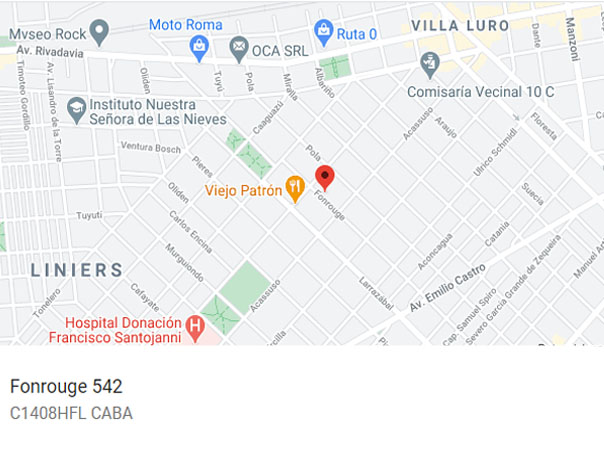 Mvseo Rock
Moto Roma
Ruta 0
VILLA LURO
Dante
Manzoni
Av. Rivadavia
OCA SRL
Timoteo Gordillo
Av. Lisandro de la Torre
Oliden
Tuyú
Pola
Miralla
Albariño
Comisaría Vecinal 10 C
Instituto Nuestra
Señora de Las Nieves
Caaguazú
Acassuso
Araujo
Ulrico Schmidl
Floresta
Ventura Bosch
Pieres
Pola
Viejo Patrón
Fonrouge
Oliden
Suecia
Tuyuti
Carlos Encina
Catania
Murguiondo
Aconcagua
Av. Emilio Castro
LINIERS
Tonelero
Cafayate
Acassuso
Larrazábal
Cap. Samuel Spiro
Severo García Grande de Zequeira
Manuel
Hospital Donación
Francisco Santojanni
Fonrouge 542
C1408HFL CABA